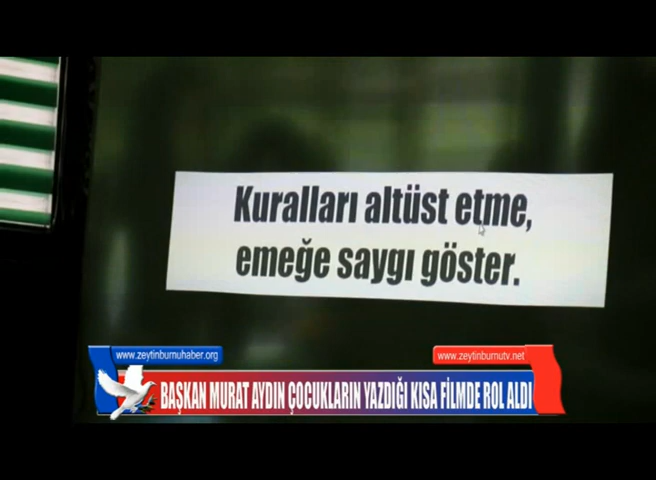 Kuralları altüst etme,
emeğe saygı göster.
www.zeytinburnuhaber.org
www.zeytinburnutv.net
BAŞKAN MURAT AYDIN ÇOCUKLARIN YAZDIĞI KISA FİLMDE ROL ALDI